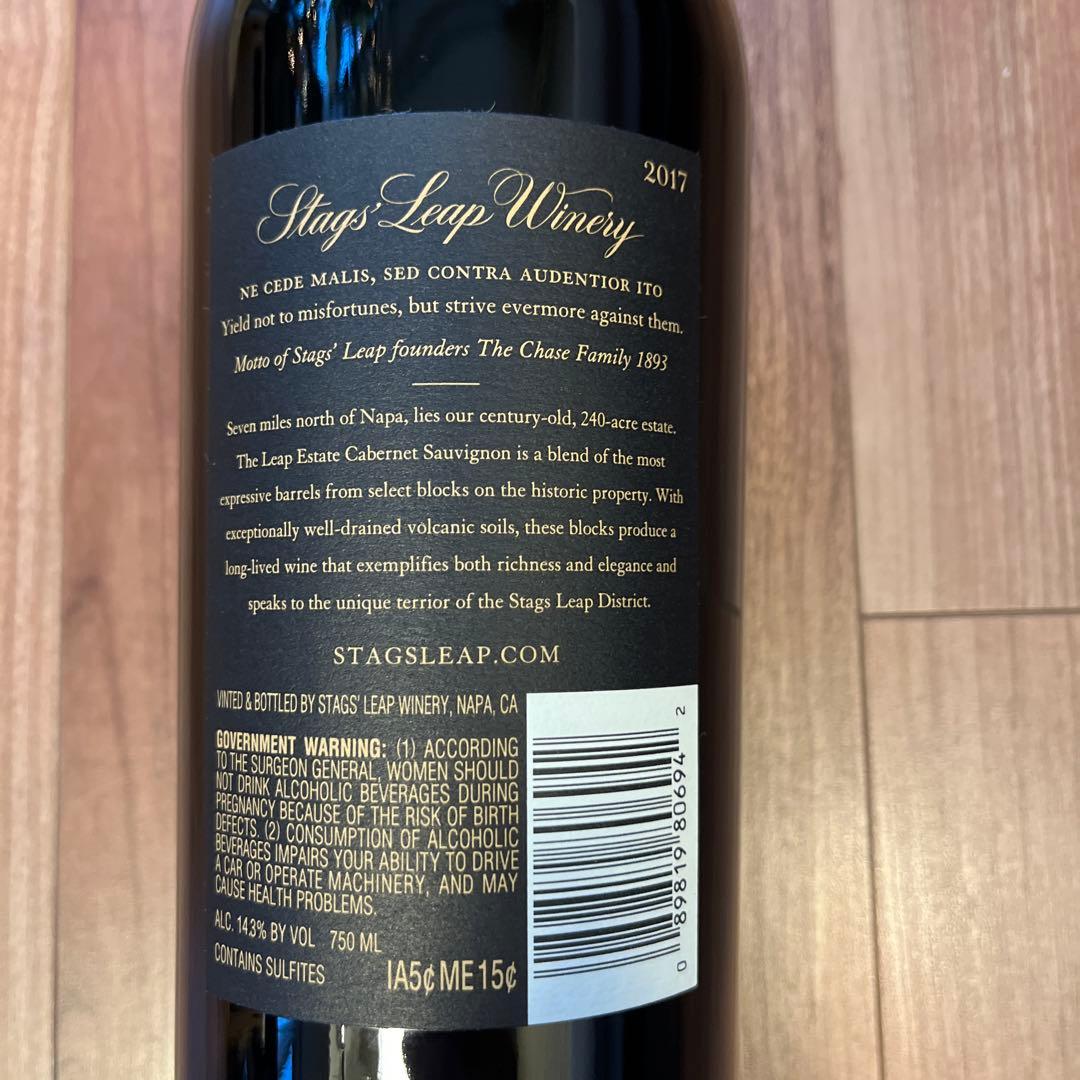 2017
Stags' Leap Winery
NE CEDE MALIS, SED CONTRA AUDENTIOR ITO
Yield not to misfortunes, but strive evermore against them.
Motto of Stags' Leap founders The Chase Family 1893
Seven miles north of Napa, lies our century-old, 240-acre estate.
The Leap Estate Cabernet Sauvignon is a blend of the most
expressive barrels from select blocks on the historic property. With
exceptionally well-drained volcanic soils, these blocks produce a
long-lived wine that exemplifies both richness and elegance and
speaks to the unique terrior of the Stags Leap District.
STAGSLEAP.COM
VINTED & BOTTLED BY STAGS' LEAP WINERY, NAPA, CA
GOVERNMENT WARNING: (1) ACCORDING
TO THE SURGEON GENERAL, WOMEN SHOULD
NOT DRINK ALCOHOLIC BEVERAGES DURING
PREGNANCY BECAUSE OF THE RISK OF BIRTH
DEFECTS. (2) CONSUMPTION OF ALCOHOLIC
BEVERAGES IMPAIRS YOUR ABILITY TO DRIVE
A CAR OR OPERATE MACHINERY, AND MAY
CAUSE HEALTH PROBLEMS.
ALC. 14.3% BY VOL 750 ML
CONTAINS SULFITES
IA5¢ ME15¢
0 89819 80694 2